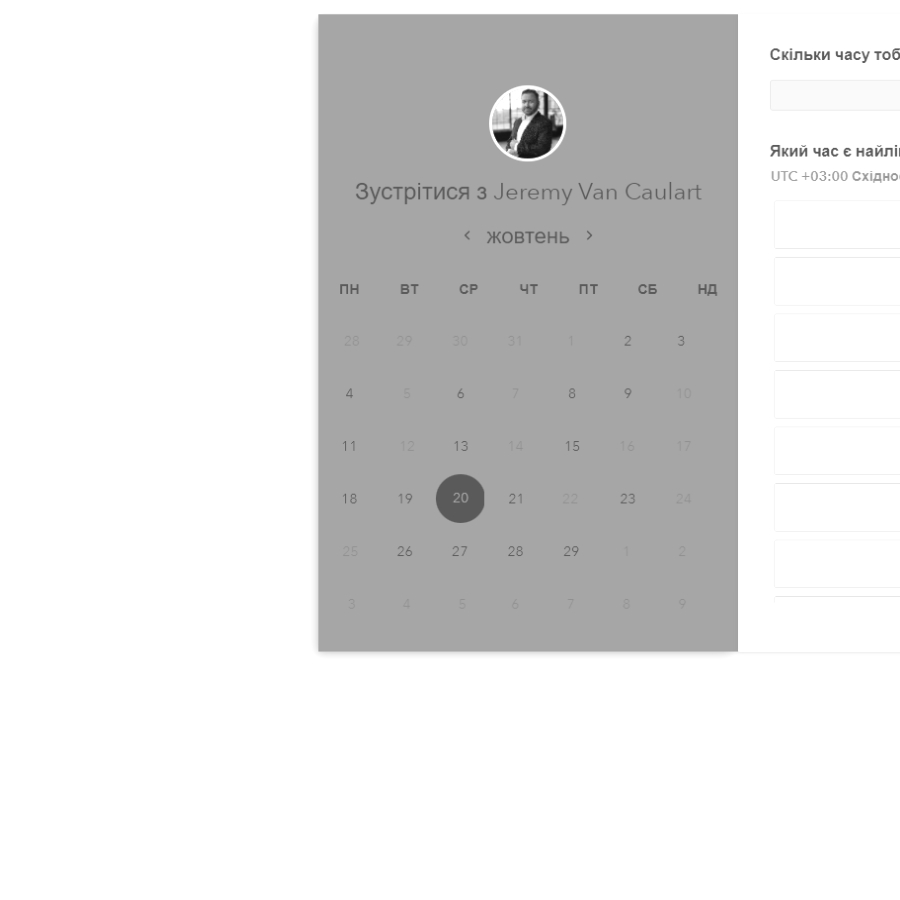 Скільки часу тоб
Який час є найлі
UTC +03:00 Східно
Зустрітися з Jeremy Van Caulart
жовтень
ПН ВТ СР ЧТ ПТ СБ НД
28 29 30 31 1 2 3
4 5 6 7 8 9 10
11 12 13 14 15 16 17
18 19 20 21 22 23 24
25 26 27 28 29 1 2
3 4 5 6 7 8 9